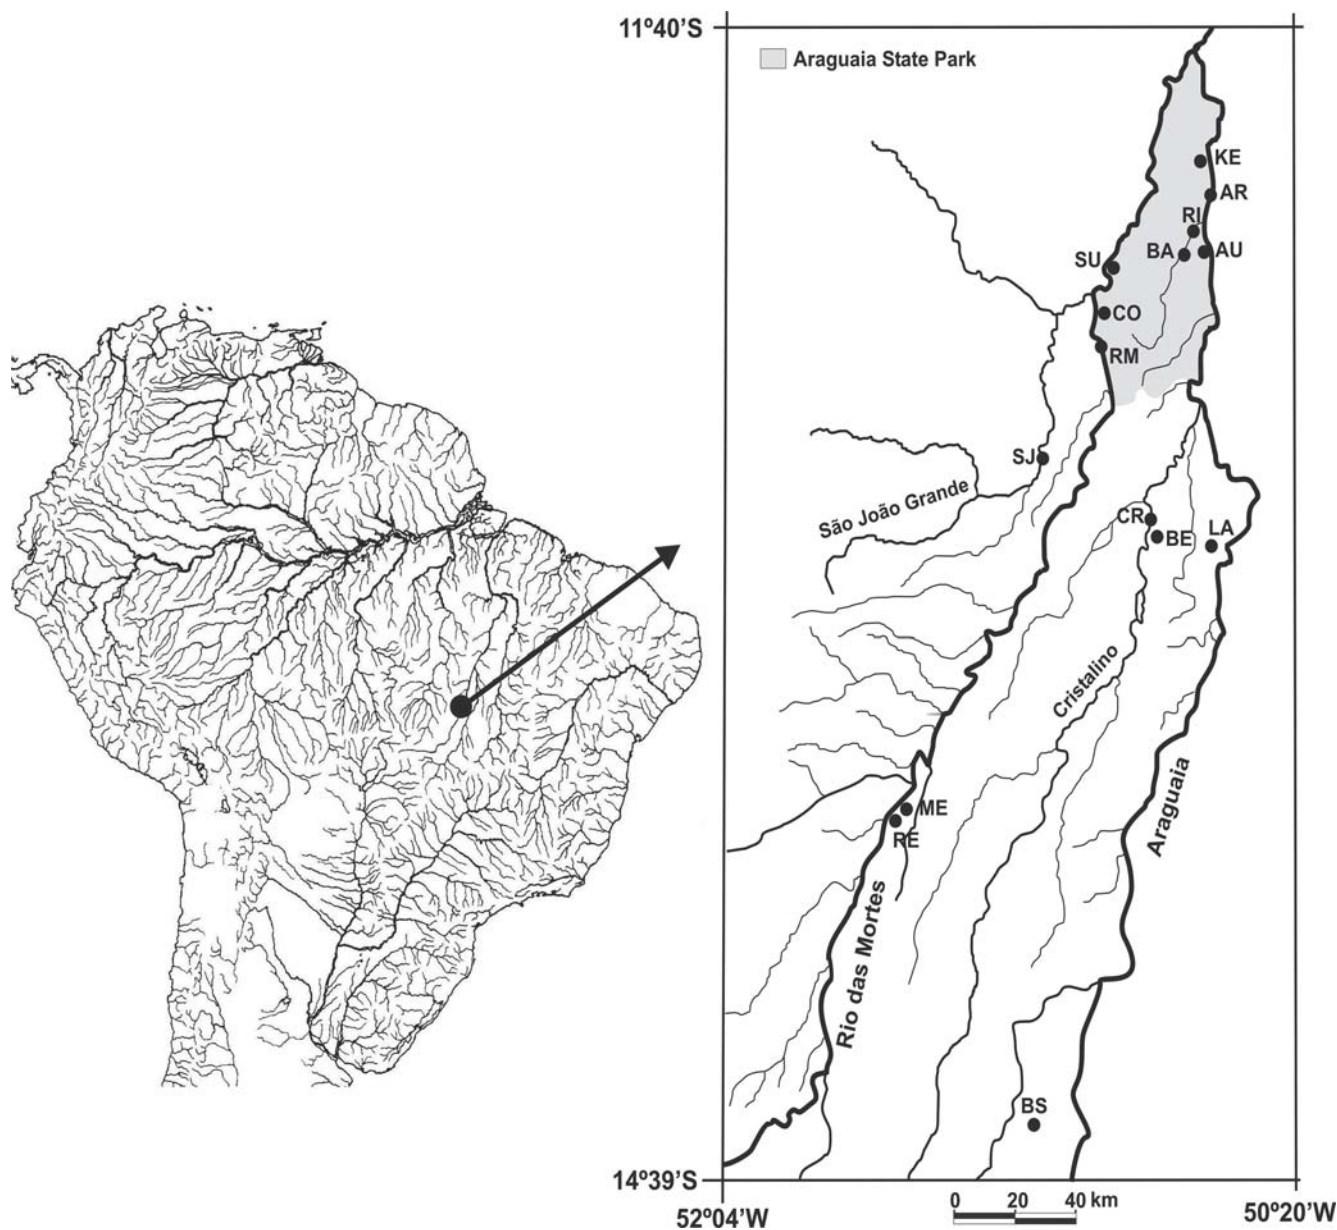 11º40'S
Araguaia State Park
KE
AR
RI
BA
AU
SU
CO
RM
SJ
São João Grande
CR
BE
LA
Cristalino
Araguaia
ME
RE
Rio das Mortes
BS
14º39'S
52º04'W
0 20 40 km
50º20'W